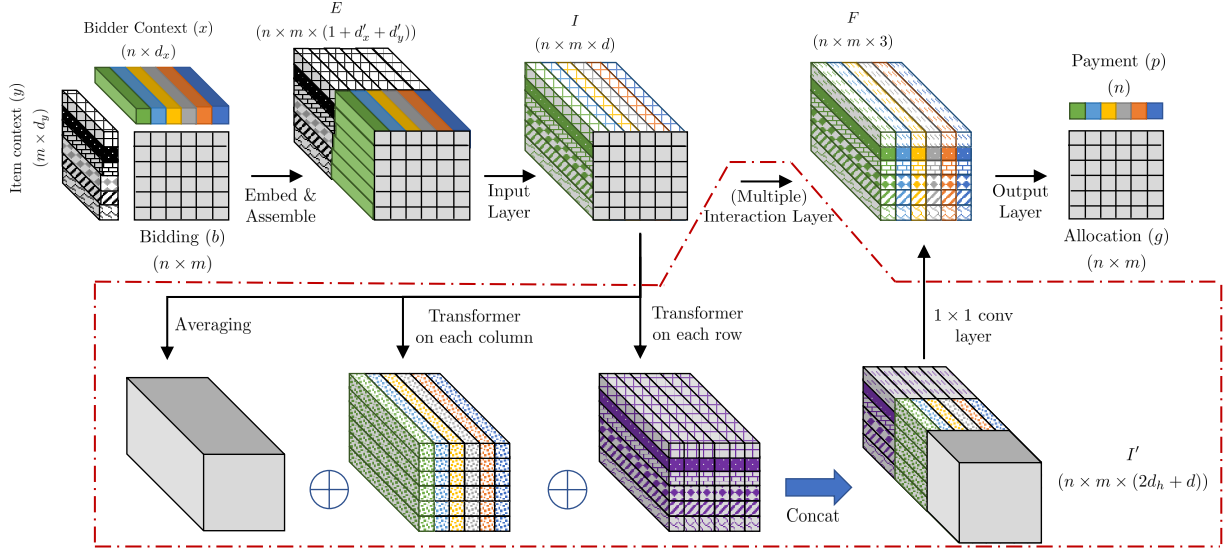 Bidder Context (x)
(n × d_x)
Item context (y)
(m × d_y)
Bidding (b)
(n × m)
Embed &
Assemble
E
(n × m × (1 + d′_x + d′_y))
Input
Layer
I
(n × m × d)
(Multiple)
Interaction Layer
F
(n × m × 3)
Output
Layer
Payment (p)
(n)
Allocation (g)
(n × m)
Averaging
Transformer
on each column
Transformer
on each row
1 × 1 conv
layer
Concat
I′
(n × m × (2d_h + d))